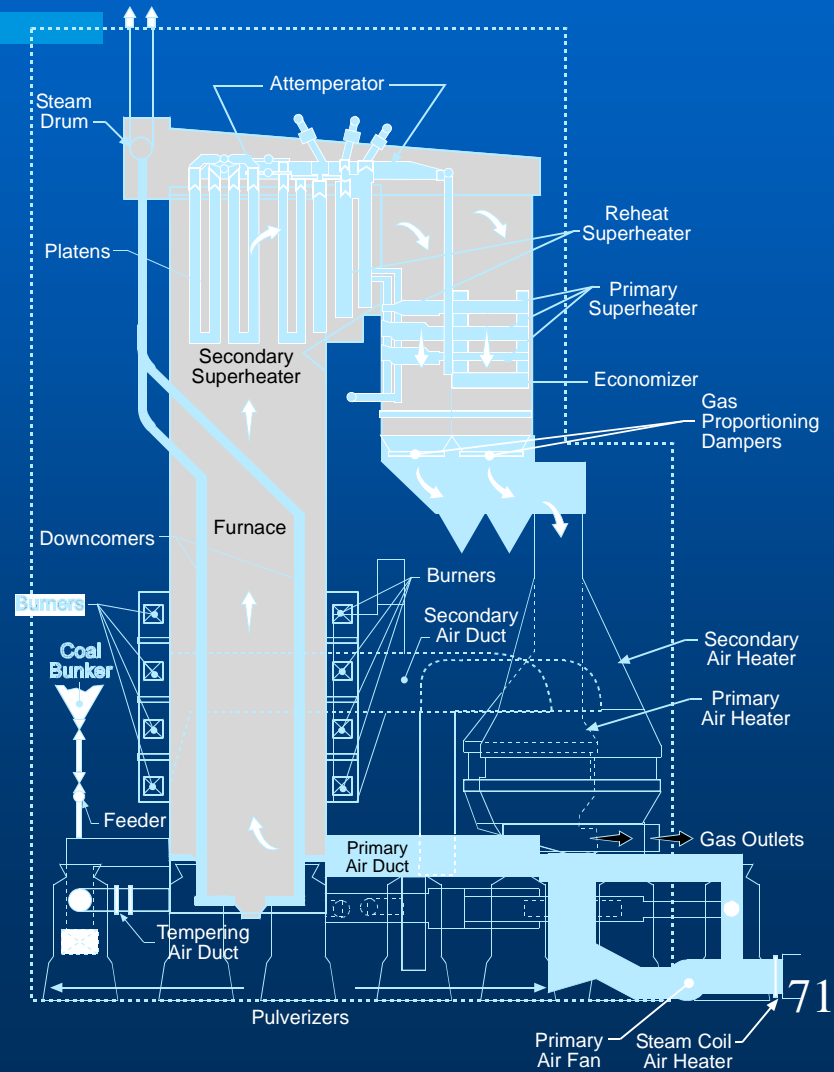 Attemperator
Steam
Drum
Reheat
Superheater
Platens
Primary
Superheater
Secondary
Superheater
Economizer
Gas
Proportioning
Dampers
Furnace
Downcomers
Burners
Burners
Secondary
Air Duct
Coal
Bunker
Secondary
Air Heater
Primary
Air Heater
Feeder
Primary
Air Duct
Gas Outlets
Tempering
Air Duct
Pulverizers
71
Primary
Air Fan
Steam Coil
Air Heater